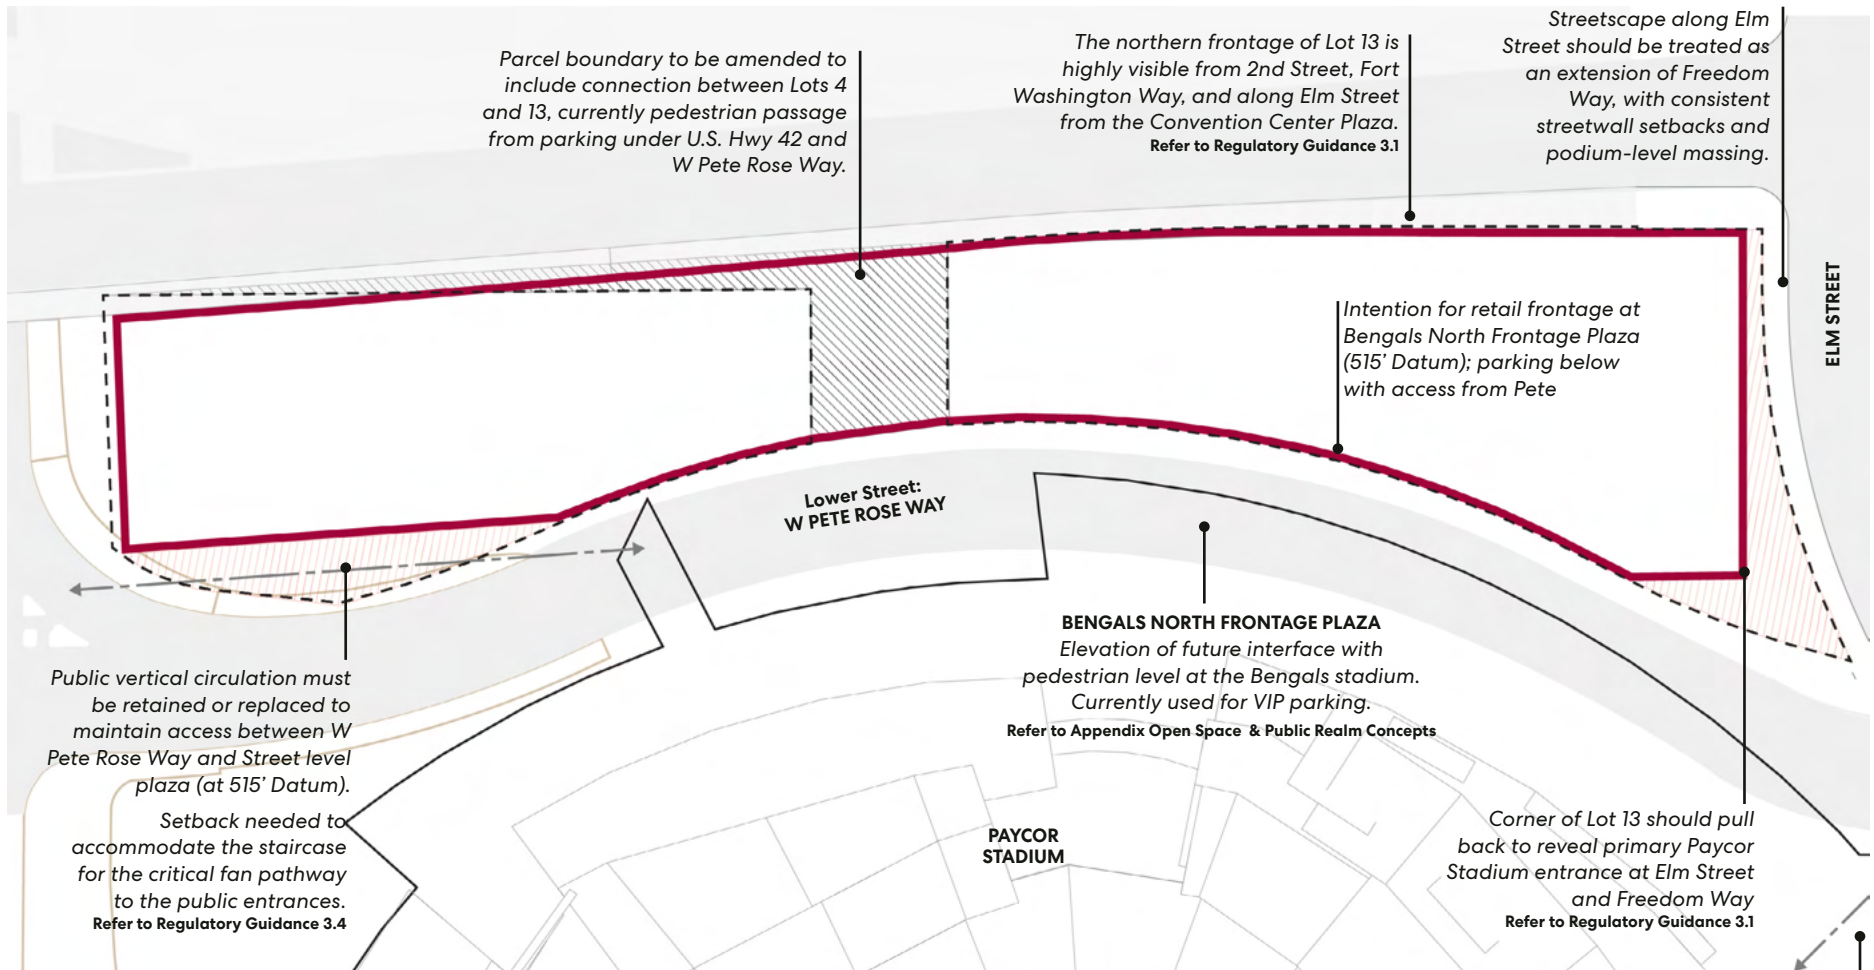 Parcel boundary to be amended to
include connection between Lots 4
and 13, currently pedestrian passage
from parking under U.S. Hwy 42 and
W Pete Rose Way.
The northern frontage of Lot 13 is
highly visible from 2nd Street, Fort
Washington Way, and along Elm Street
from the Convention Center Plaza.
Refer to Regulatory Guidance 3.1
Streetscape along Elm
Street should be treated as
an extension of Freedom
Way, with consistent
streetwall setbacks and
podium-level massing.
ELM STREET
Intention for retail frontage at
Bengals North Frontage Plaza
(515' Datum); parking below
with access from Pete
Lower Street:
W PETE ROSE WAY
BENGALS NORTH FRONTAGE PLAZA
Elevation of future interface with
pedestrian level at the Bengals stadium.
Currently used for VIP parking.
Refer to Appendix Open Space & Public Realm Concepts
Public vertical circulation must
be retained or replaced to
maintain access between W
Pete Rose Way and Street level
plaza (at 515' Datum).
Setback needed to
accommodate the staircase
for the critical fan pathway
to the public entrances.
Refer to Regulatory Guidance 3.4
PAYCOR
STADIUM
Corner of Lot 13 should pull
back to reveal primary Paycor
Stadium entrance at Elm Street
and Freedom Way
Refer to Regulatory Guidance 3.1